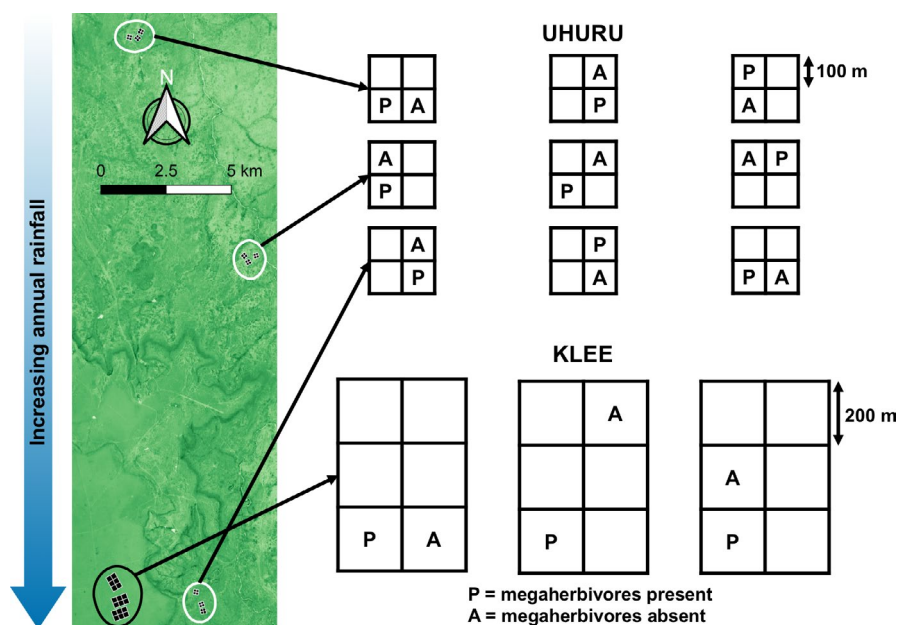 Increasing annual rainfall
N
0 2.5 5 km
UHURU
A P
P A P A
100 m
A A A P
P P
A P
P A P A
KLEE
A
200 m
A
P A P P
P = megaherbivores present
A = megaherbivores absent